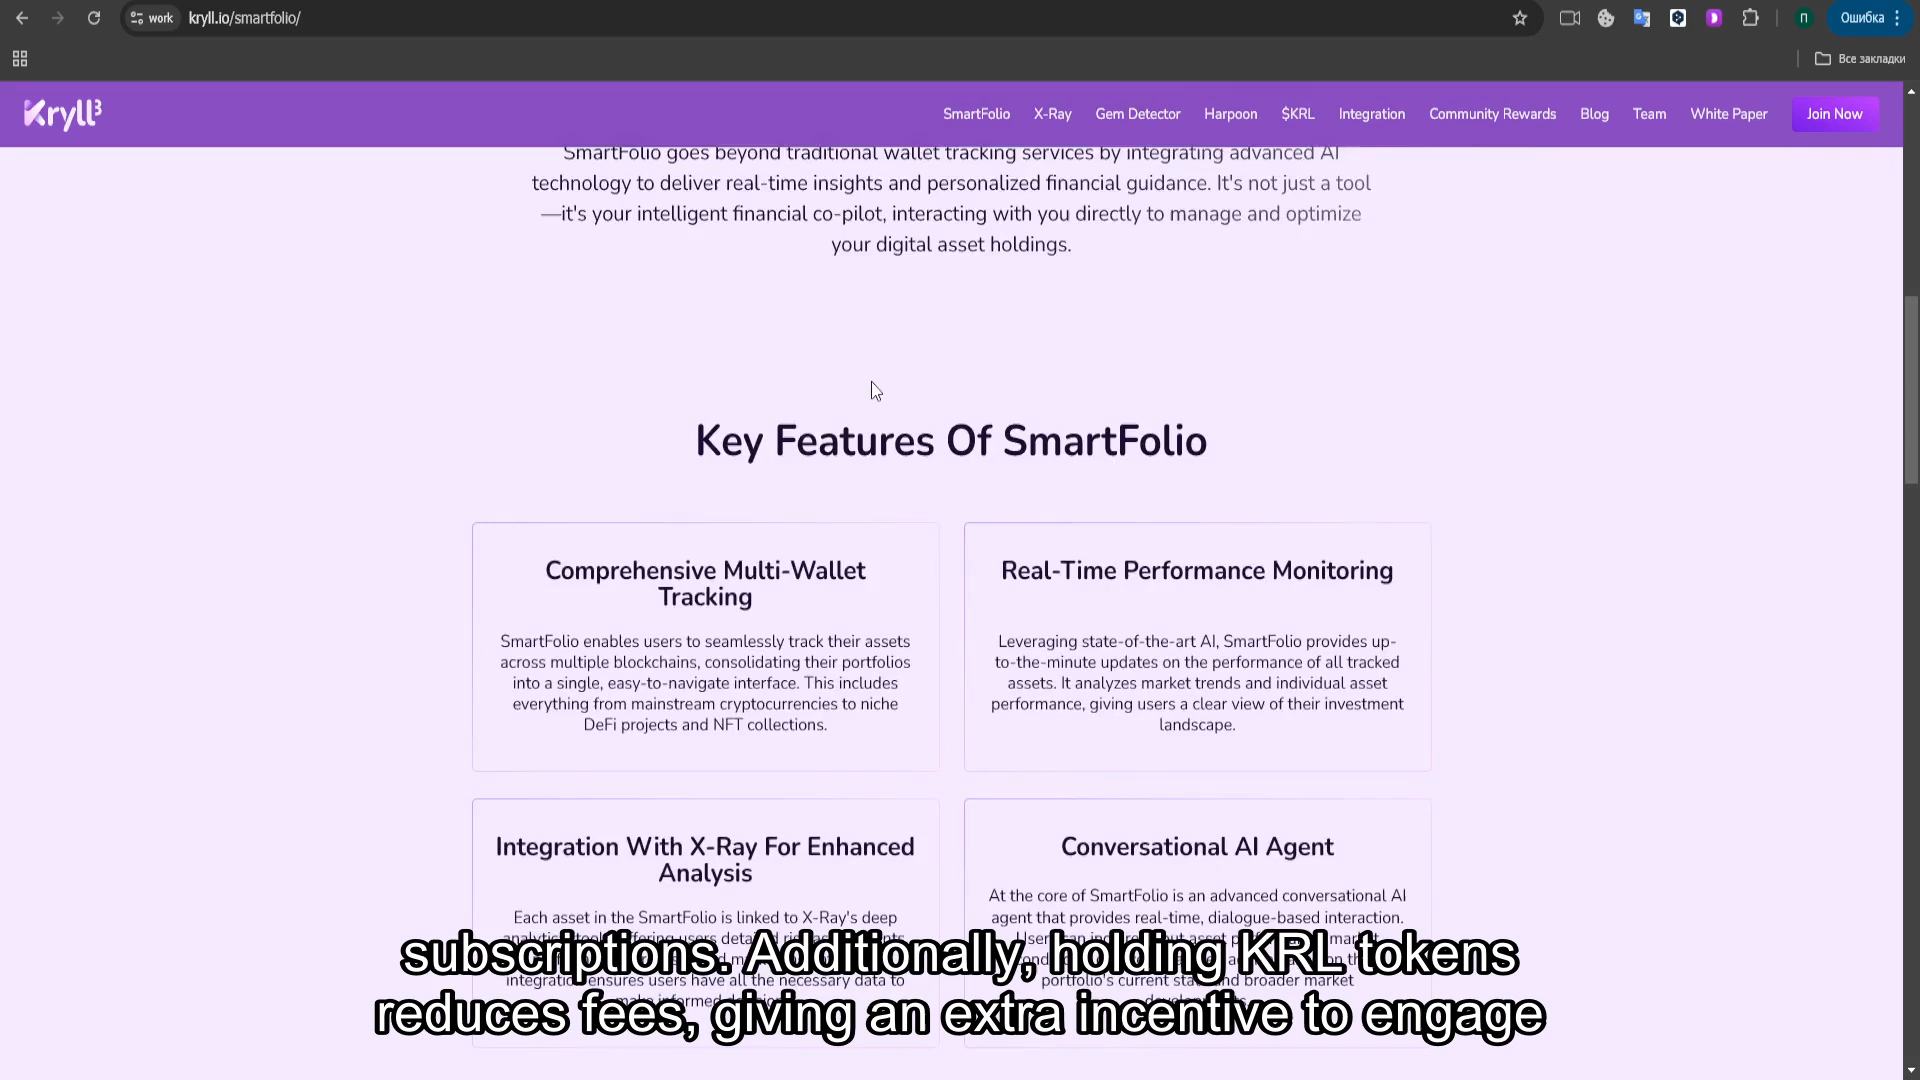 work
kryll.io/smartfolio/
П
Ошибка
Все закладки
Kryll³
SmartFolio
X-Ray
Gem Detector
Harpoon
$KRL
Integration
Community Rewards
Blog
Team
White Paper
Join Now
SmartFolio goes beyond traditional wallet tracking services by integrating advanced AI
technology to deliver real-time insights and personalized financial guidance. It's not just a tool
—it's your intelligent financial co-pilot, interacting with you directly to manage and optimize
your digital asset holdings.
Key Features Of SmartFolio
Comprehensive Multi-Wallet
Tracking
SmartFolio enables users to seamlessly track their assets
across multiple blockchains, consolidating their portfolios
into a single, easy-to-navigate interface. This includes
everything from mainstream cryptocurrencies to niche
DeFi projects and NFT collections.
Real-Time Performance Monitoring
Leveraging state-of-the-art AI, SmartFolio provides up-
to-the-minute updates on the performance of all tracked
assets. It analyzes market trends and individual asset
performance, giving users a clear view of their investment
landscape.
Integration With X-Ray For Enhanced
Analysis
Each asset in the SmartFolio is linked to X-Ray's deep
users
integration ensures users have all the necessary data to
make informed
Conversational AI Agent
At the core of SmartFolio is an advanced conversational AI
agent that provides real-time, dialogue-based interaction.
portfolio's current and broader market
subscriptions. Additionally, holding KRL tokens
reduces fees, giving an extra incentive to engage